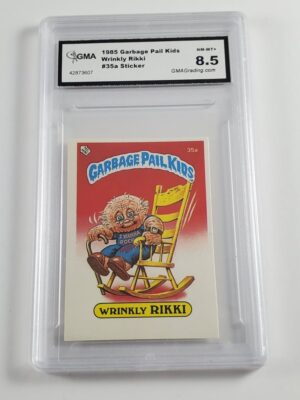 GMA
42873607
1985 Garbage Pail Kids
Wrinkly Rikki
#35a Sticker
NM-MT+
8.5
GMAGrading.com
35a
GARBAGE PAIL KIDS
WRINKLY RIKKI